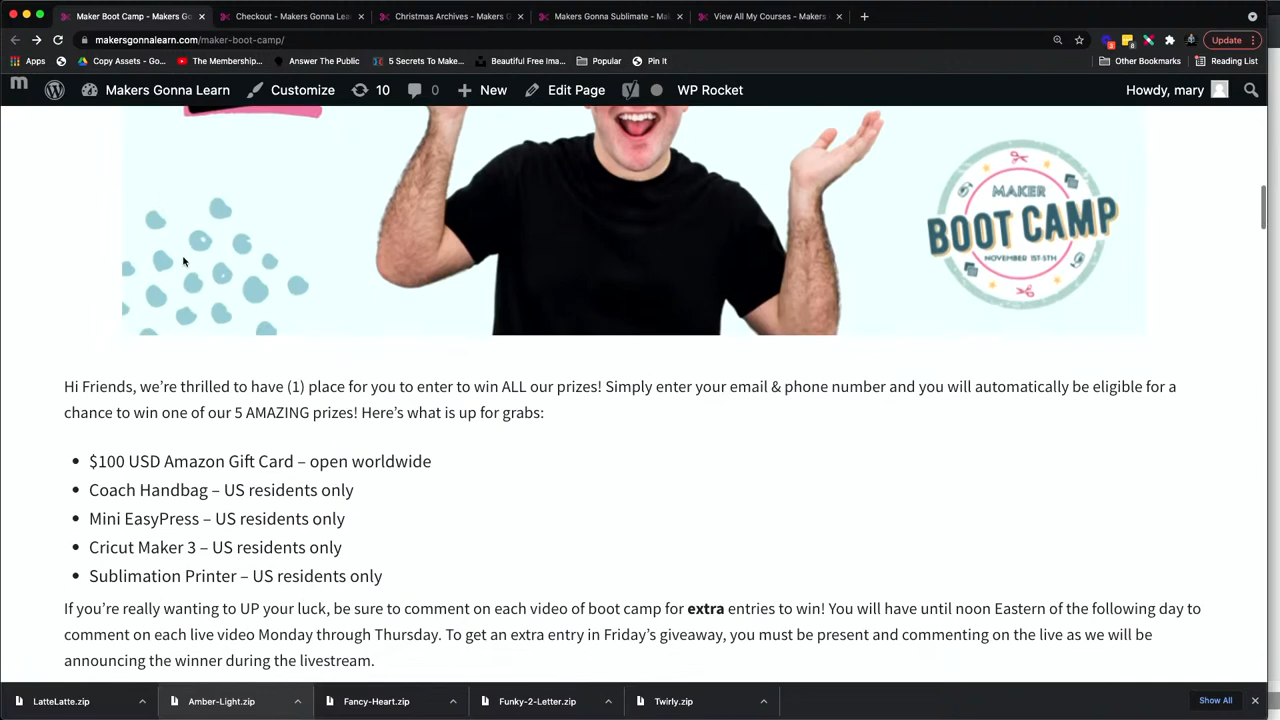 Maker Boot Camp - Makers Go
Checkout - Makers Gonna Lea
Christmas Archives - Makers G
Makers Gonna Sublimate - Ma
View All My Courses - Makers
makersgonnalearn.com/maker-boot-camp/
Update
Apps
Copy Assets - Go...
The Membership...
Answer The Public
5 Secrets To Make...
Beautiful Free Ima...
Popular
Pin It
Other Bookmarks
Reading List
m
Makers Gonna Learn
Customize
10
0
New
Edit Page
WP Rocket
Howdy, mary
MAKER
BOOT CAMP
NOVEMBER 1ST-5TH
Hi Friends, we're thrilled to have (1) place for you to enter to win ALL our prizes! Simply enter your email & phone number and you will automatically be eligible for a
chance to win one of our 5 AMAZING prizes! Here's what is up for grabs:
• $100 USD Amazon Gift Card – open worldwide
• Coach Handbag – US residents only
• Mini EasyPress – US residents only
• Cricut Maker 3 – US residents only
• Sublimation Printer – US residents only
If you're really wanting to UP your luck, be sure to comment on each video of boot camp for extra entries to win! You will have until noon Eastern of the following day to
comment on each live video Monday through Thursday. To get an extra entry in Friday's giveaway, you must be present and commenting on the live as we will be
announcing the winner during the livestream.
LatteLatte.zip
Amber-Light.zip
Fancy-Heart.zip
Funky-2-Letter.zip
Twirly.zip
Show All